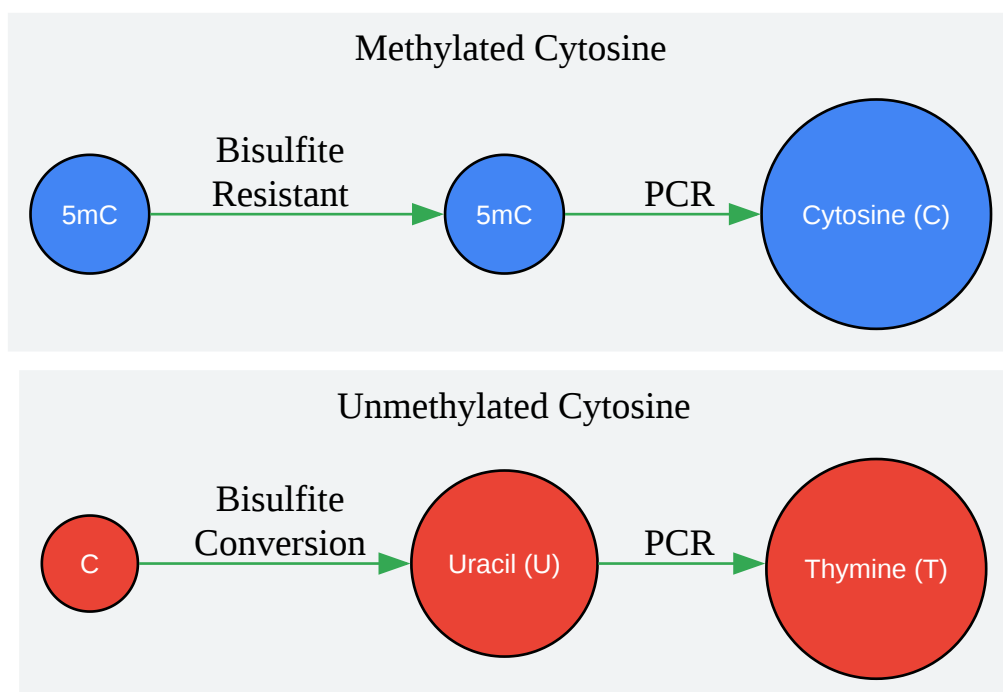 Methylated Cytosine
Bisulfite
Resistant
PCR
5mC
5mC
Cytosine (C)
Unmethylated Cytosine
Bisulfite
Conversion
PCR
C
Uracil (U)
Thymine (T)